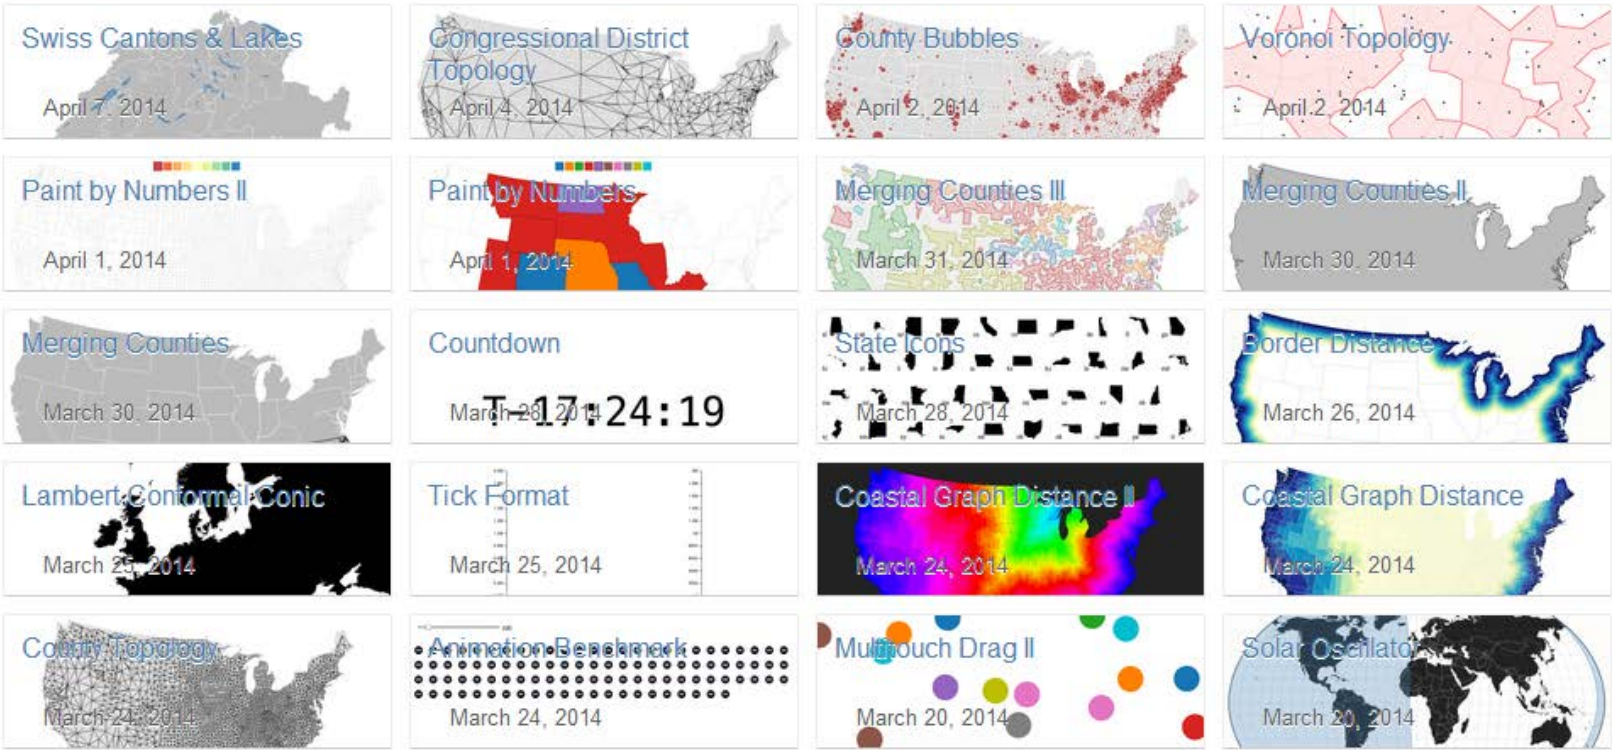 Swiss Cantons & Lakes
April 7, 2014
Congressional District
Topology
April 4, 2014
County Bubbles
April 2, 2014
Voronoi Topology
April 2, 2014
Paint by Numbers II
April 1, 2014
Paint by Numbers
April 1, 2014
Merging Counties III
March 31, 2014
Merging Counties II
March 30, 2014
Merging Counties
March 30, 2014
Countdown
T-17:24:19
March 28, 2014
State Icons
March 28, 2014
Border Distance
March 26, 2014
Lambert Conformal Conic
March 25, 2014
Tick Format
March 25, 2014
Coastal Graph Distance II
March 24, 2014
Coastal Graph Distance
March 24, 2014
County Topology
March 24, 2014
Animation Benchmark
March 24, 2014
Multitouch Drag II
March 20, 2014
Solar Oscillator
March 20, 2014